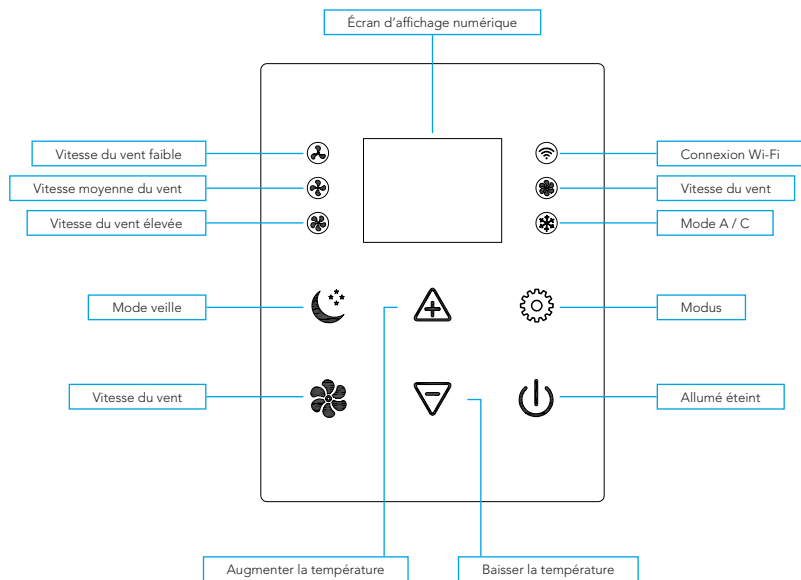 Écran d'affichage numérique
Vitesse du vent faible
Connexion Wi-Fi
Vitesse moyenne du vent
Vitesse du vent
Vitesse du vent élevée
Mode A / C
Mode veille
Modus
Vitesse du vent
Allumé éteint
Augmenter la température
Baisser la température